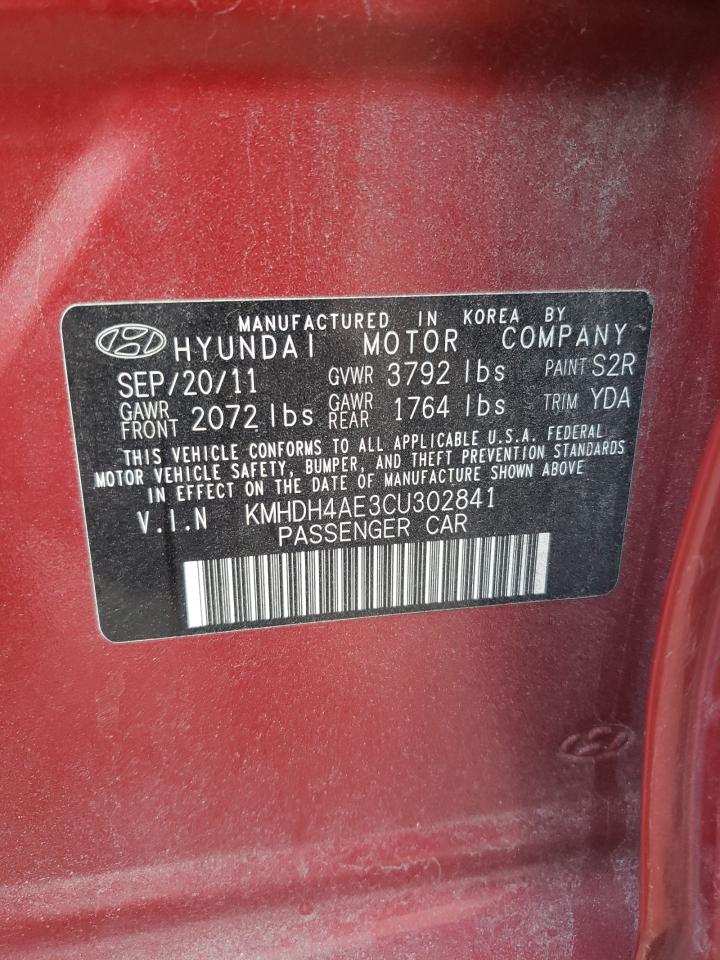 MANUFACTURED IN KOREA BY
HYUNDAI MOTOR COMPANY
SEP/20/11 GVWR 3792 lbs PAINT S2R
GAWR FRONT 2072 lbs GAWR REAR 1764 lbs TRIM YDA
THIS VEHICLE CONFORMS TO ALL APPLICABLE U.S.A. FEDERAL
MOTOR VEHICLE SAFETY, BUMPER, AND THEFT PREVENTION STANDARDS
IN EFFECT ON THE DATE OF MANUFACTURE SHOWN ABOVE
V.I.N KMHDH4AE3CU302841
PASSENGER CAR